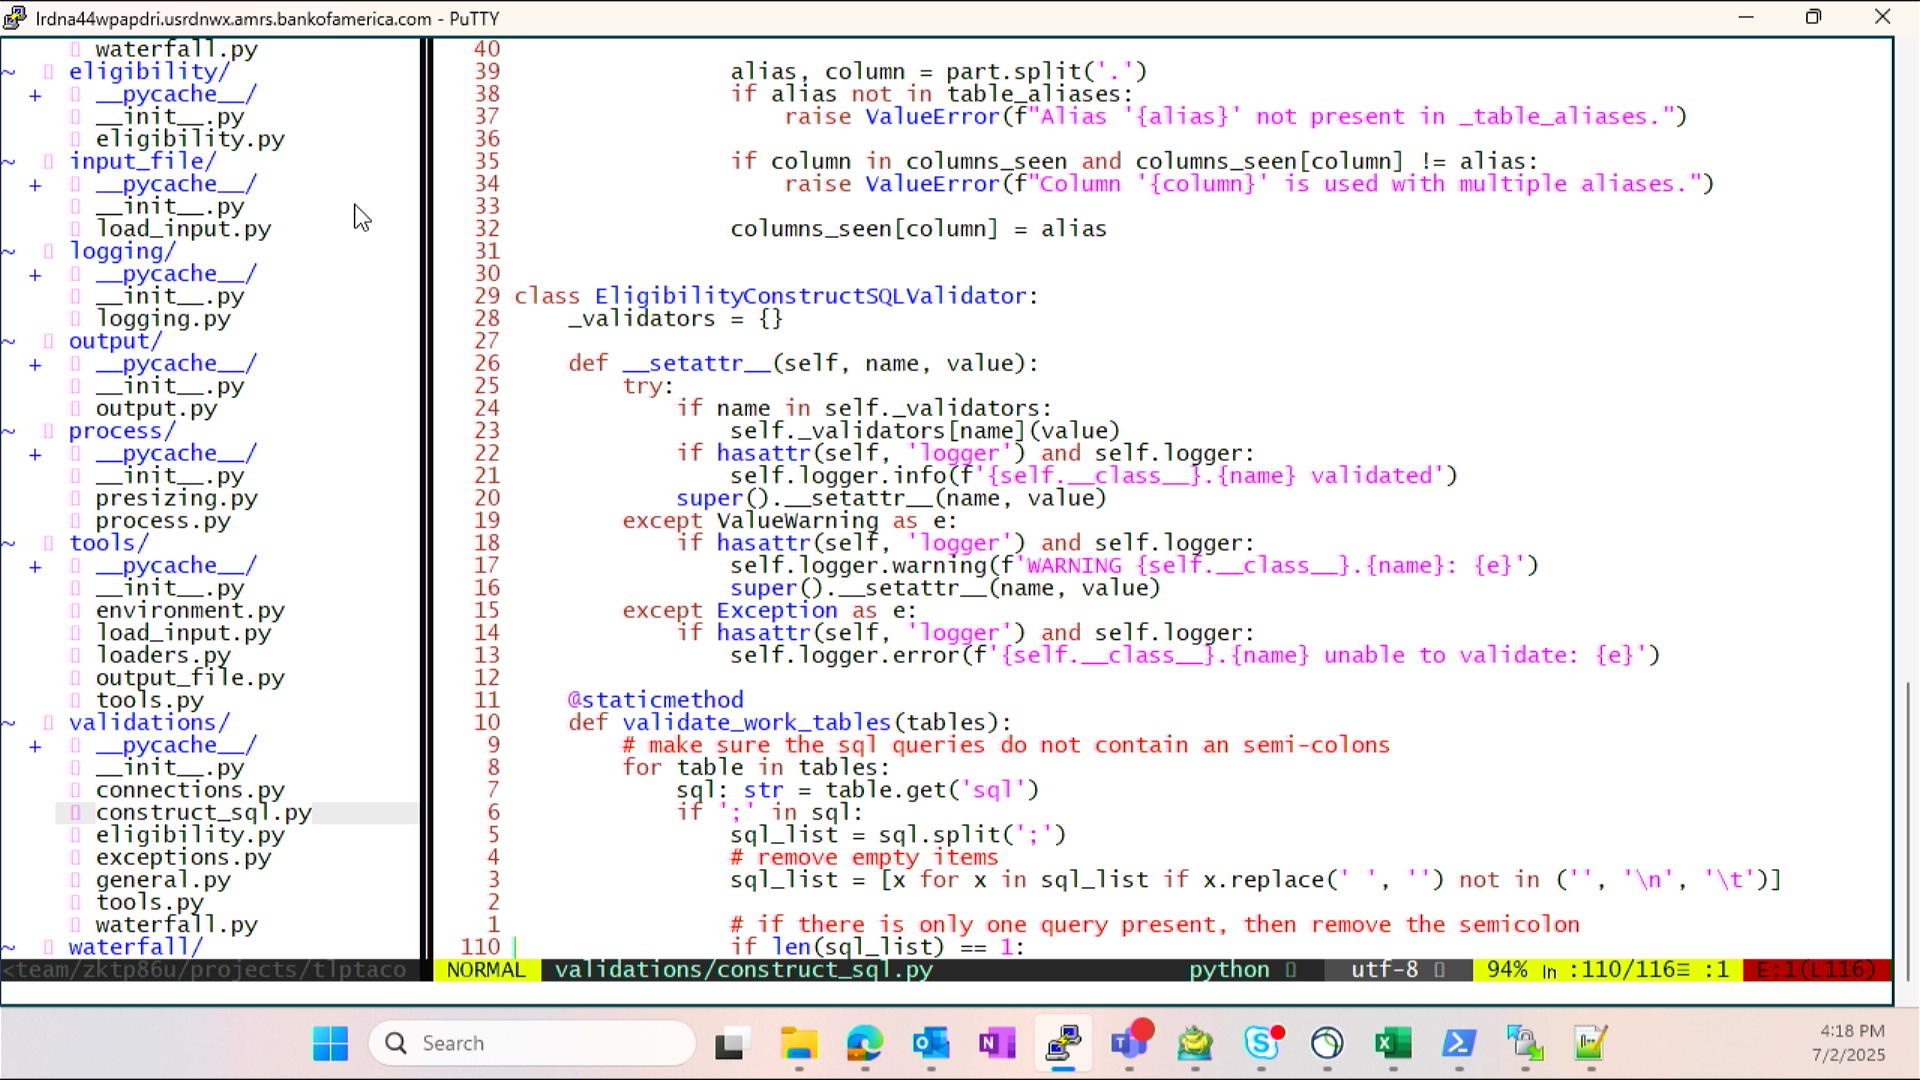 lrdna44wpapdri.usrdnwx.amrs.bankofamerica.com - PuTTY
waterfall.py
~ eligibility/
+ __pycache__/
__init__.py
eligibility.py
~ input_file/
+ __pycache__/
__init__.py
load_input.py
~ logging/
+ __pycache__/
__init__.py
logging.py
~ output/
+ __pycache__/
__init__.py
output.py
~ process/
+ __pycache__/
__init__.py
presizing.py
process.py
~ tools/
+ __pycache__/
__init__.py
environment.py
load_input.py
loaders.py
output_file.py
tools.py
~ validations/
+ __pycache__/
__init__.py
connections.py
construct_sql.py
eligibility.py
exceptions.py
general.py
tools.py
waterfall.py
~ waterfall/
<team/zktp86u/projects/tlptaco
40
39                 alias, column = part.split('.')
38                 if alias not in table_aliases:
37                     raise ValueError(f"Alias '{alias}' not present in _table_aliases.")
36
35                 if column in columns_seen and columns_seen[column] != alias:
34                     raise ValueError(f"Column '{column}' is used with multiple aliases.")
33
32                 columns_seen[column] = alias
31
30
29 class EligibilityConstructSQLValidator:
28     _validators = {}
27
26     def __setattr__(self, name, value):
25         try:
24             if name in self._validators:
23                 self._validators[name](value)
22             if hasattr(self, 'logger') and self.logger:
21                 self.logger.info(f'{self.__class__}.{name} validated')
20             super().__setattr__(name, value)
19         except ValueWarning as e:
18             if hasattr(self, 'logger') and self.logger:
17                 self.logger.warning(f'WARNING {self.__class__}.{name}: {e}')
16                 super().__setattr__(name, value)
15         except Exception as e:
14             if hasattr(self, 'logger') and self.logger:
13                 self.logger.error(f'{self.__class__}.{name} unable to validate: {e}')
12
11     @staticmethod
10     def validate_work_tables(tables):
9         # make sure the sql queries do not contain an semi-colons
8         for table in tables:
7             sql: str = table.get('sql')
6             if ';' in sql:
5                 sql_list = sql.split(';')
4                 # remove empty items
3                 sql_list = [x for x in sql_list if x.replace(' ', '') not in ('', '\n', '\t')]
2
1                 # if there is only one query present, then remove the semicolon
110                 if len(sql_list) == 1:
NORMAL validations/construct_sql.py python utf-8 94% ln :110/116≡ :1 E:1(L116)
Search
4:18 PM
7/2/2025